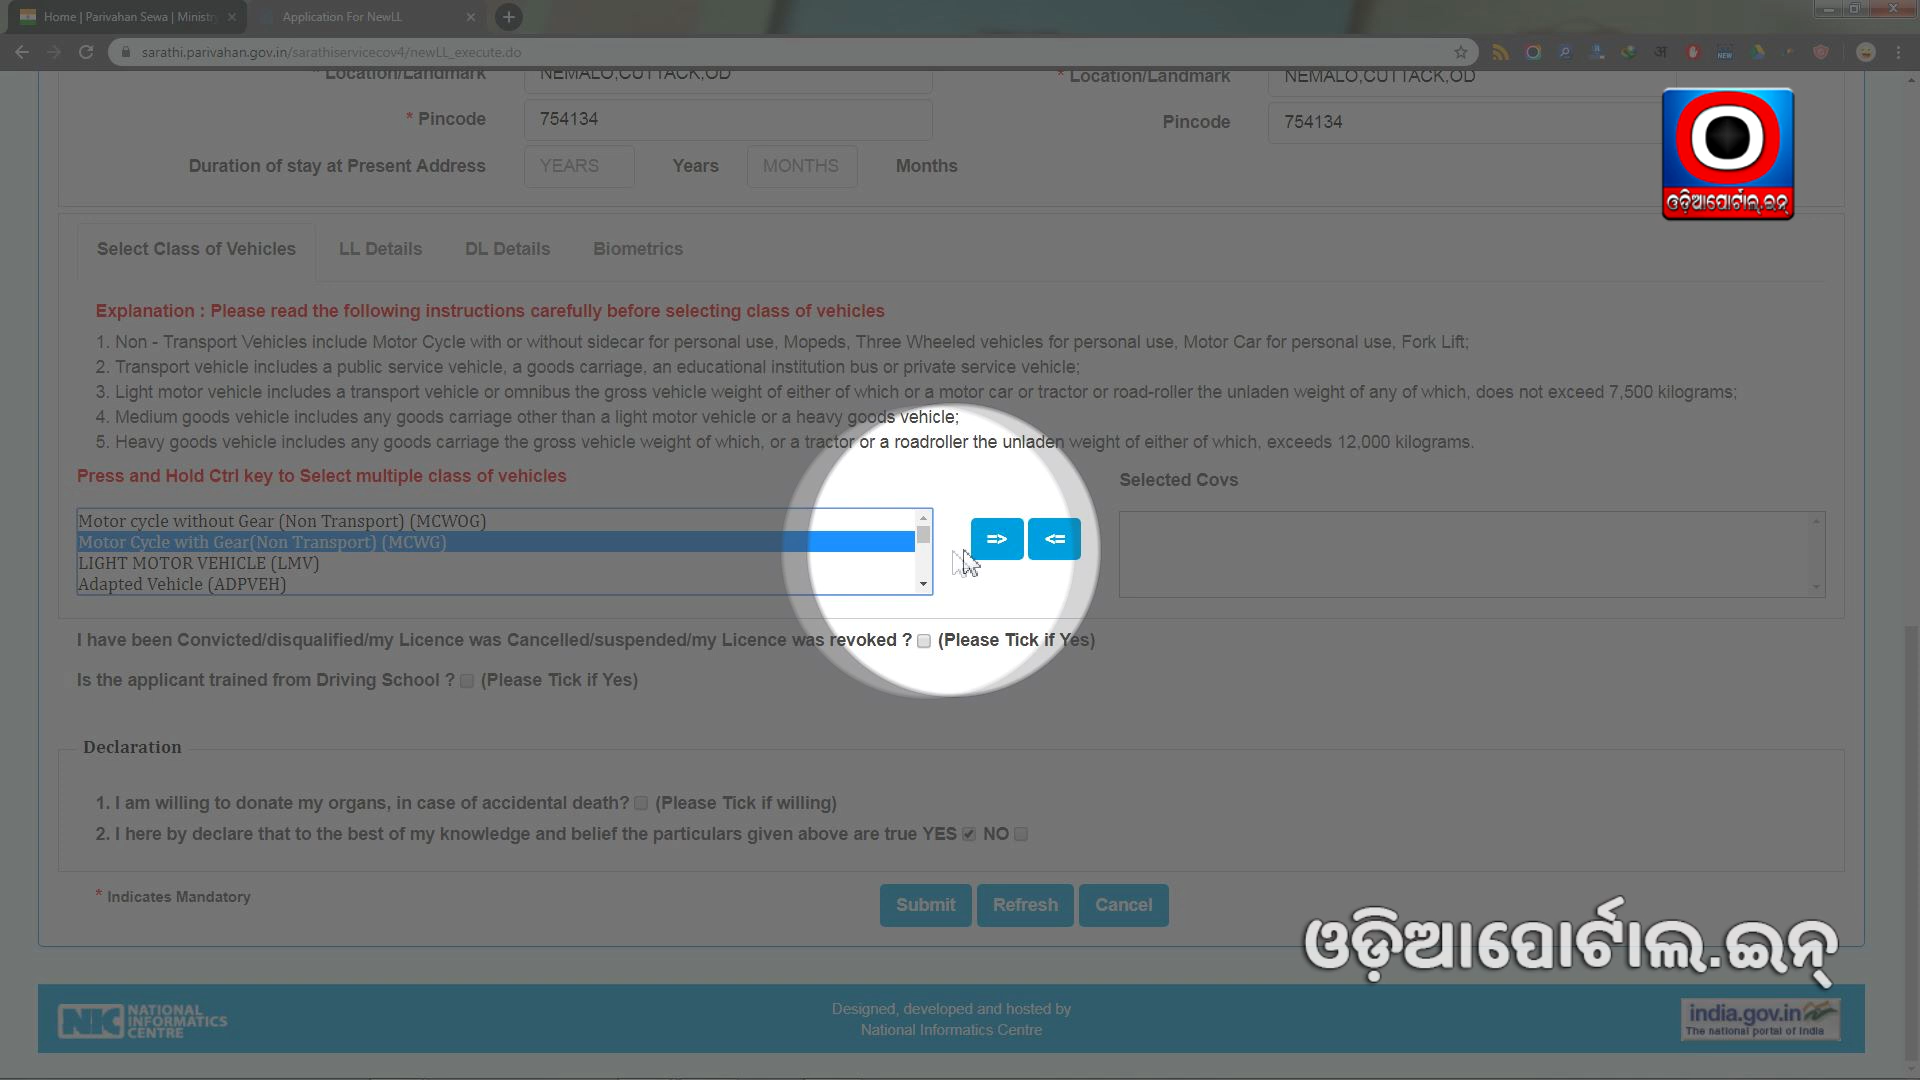 Home | Parivahan Sewa | Ministry
Application For NewLL
sarathi.parivahan.gov.in/sarathiservicecov4/newLL_execute.do
* Location/Landmark NEMALO,CUTTACK,OD * Location/Landmark NEMALO,CUTTACK,OD
* Pincode 754134 Pincode 754134
Duration of stay at Present Address YEARS Years MONTHS Months
ଓଡ଼ିଆପୋର୍ଟାଲ.ଇନ୍
Select Class of Vehicles LL Details DL Details Biometrics
Explanation : Please read the following instructions carefully before selecting class of vehicles
1. Non - Transport Vehicles include Motor Cycle with or without sidecar for personal use, Mopeds, Three Wheeled vehicles for personal use, Motor Car for personal use, Fork Lift;
2. Transport vehicle includes a public service vehicle, a goods carriage, an educational institution bus or private service vehicle;
3. Light motor vehicle includes a transport vehicle or omnibus the gross vehicle weight of either of which or a motor car or tractor or road-roller the unladen weight of any of which, does not exceed 7,500 kilograms;
4. Medium goods vehicle includes any goods carriage other than a light motor vehicle or a heavy goods vehicle;
5. Heavy goods vehicle includes any goods carriage the gross vehicle weight of which, or a tractor or a roadroller the unladen weight of either of which, exceeds 12,000 kilograms.
Press and Hold Ctrl key to Select multiple class of vehicles
Selected Covs
Motor cycle without Gear (Non Transport) (MCWOG)
Motor Cycle with Gear(Non Transport) (MCWG)
LIGHT MOTOR VEHICLE (LMV)
Adapted Vehicle (ADPVEH)
=> <=
I have been Convicted/disqualified/my Licence was Cancelled/suspended/my Licence was revoked ? (Please Tick if Yes)
Is the applicant trained from Driving School ? (Please Tick if Yes)
Declaration
1. I am willing to donate my organs, in case of accidental death? (Please Tick if willing)
2. I here by declare that to the best of my knowledge and belief the particulars given above are true YES NO
* Indicates Mandatory
Submit Refresh Cancel
ଓଡ଼ିଆପୋର୍ଟାଲ.ଇନ୍
NIC NATIONAL INFORMATICS CENTRE
Designed, developed and hosted by
National Informatics Centre
india.gov.in
The national portal of India